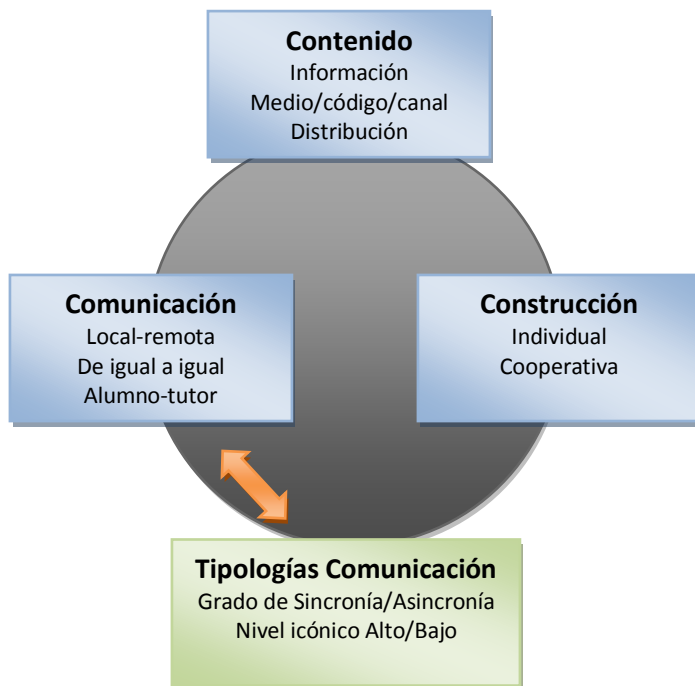 Contenido
Información
Medio/código/canal
Distribución
Comunicación
Local-remota
De igual a igual
Alumno-tutor
Construcción
Individual
Cooperativa
Tipologías Comunicación
Grado de Sincronía/Asincronía
Nivel icónico Alto/Bajo